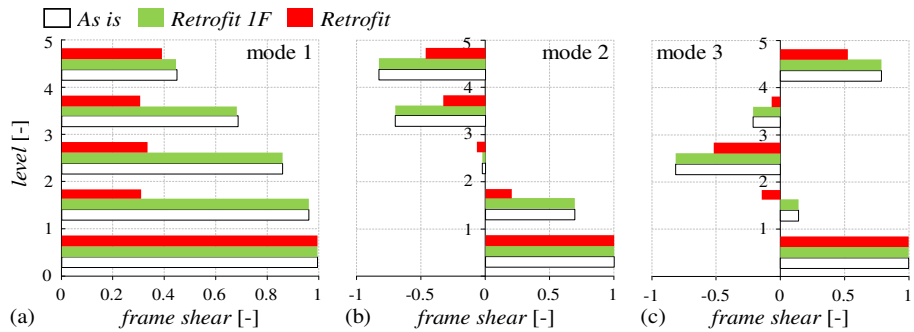 As is Retrofit 1F Retrofit
mode 1
5
4
3
2
1
0
level [-]
0 0.2 0.4 0.6 0.8 1
(a) frame shear [-]
mode 2
5
4
3
2
1
-1 -0.5 0 0.5 1
(b) frame shear [-]
mode 3
5
4
3
2
1
-1 -0.5 0 0.5 1
(c) frame shear [-]